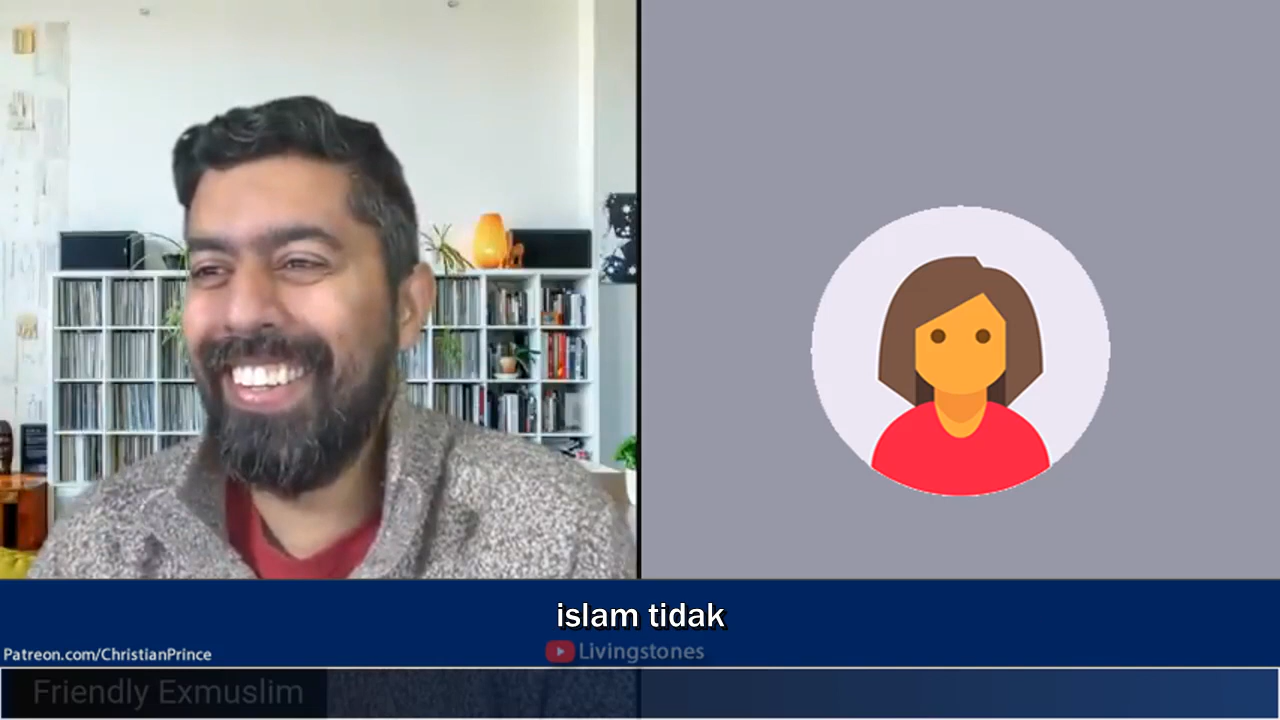 islam tidak
Patreon.com/ChristianPrince
Livingstones
Friendly Exmuslim